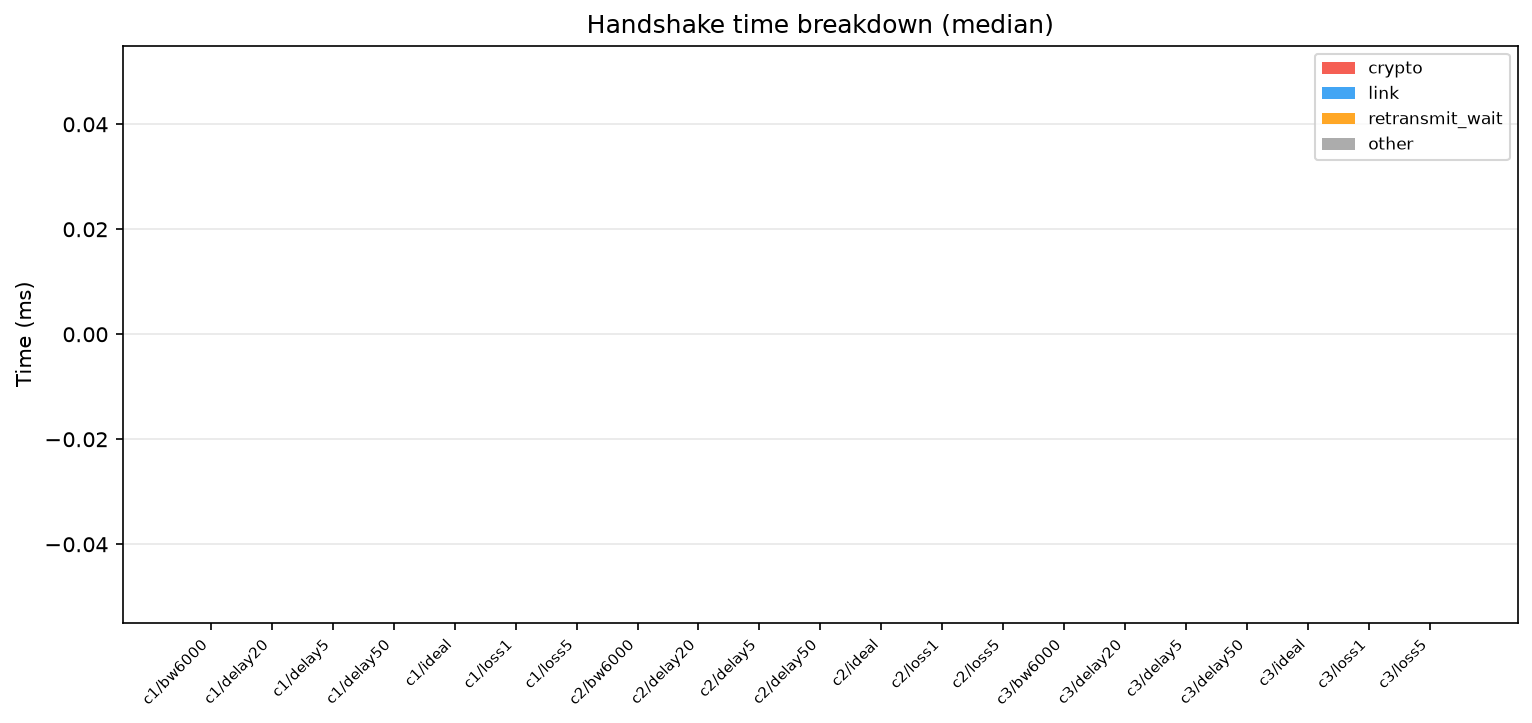 Handshake time breakdown (median)
crypto
link
retransmit_wait
other
0.04
0.02
0.00
−0.02
−0.04
Time (ms)
c1/bw6000
c1/delay20
c1/delay5
c1/delay50
c1/ideal
c1/loss1
c1/loss5
c2/bw6000
c2/delay20
c2/delay5
c2/delay50
c2/ideal
c2/loss1
c2/loss5
c3/bw6000
c3/delay20
c3/delay5
c3/delay50
c3/ideal
c3/loss1
c3/loss5